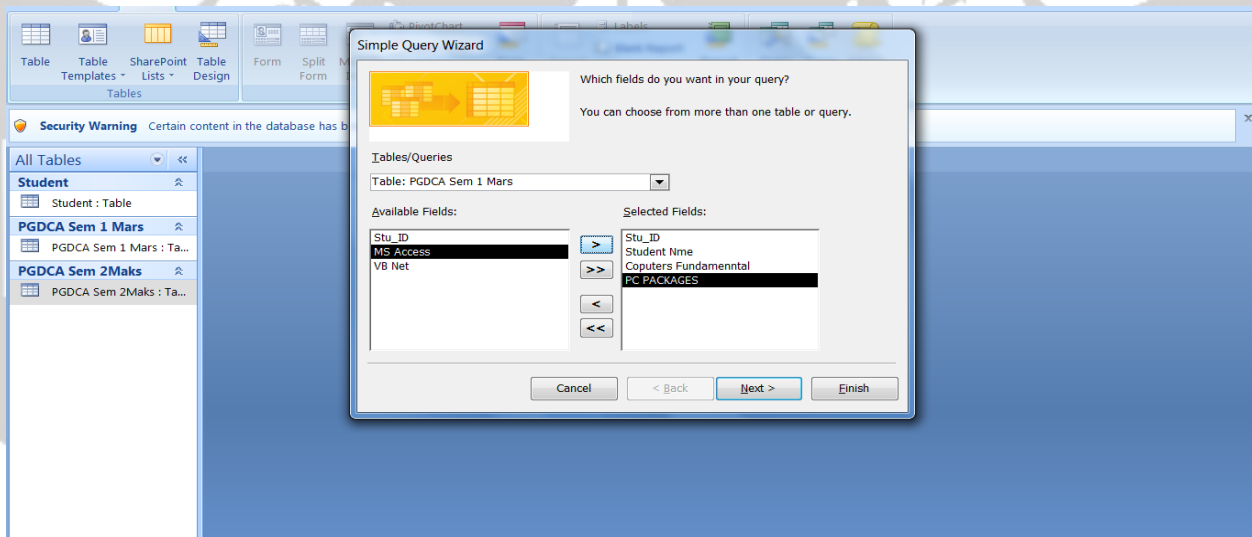 PivotChart
Labels
Blank Report
Table
Table Templates
SharePoint Lists
Table Design
Form
Split Form
Tables
Security Warning Certain content in the database has b
All Tables
Student
Student : Table
PGDCA Sem 1 Mars
PGDCA Sem 1 Mars : Ta...
PGDCA Sem 2Maks
PGDCA Sem 2Maks : Ta...
Simple Query Wizard
Which fields do you want in your query?
You can choose from more than one table or query.
Tables/Queries
Table: PGDCA Sem 1 Mars
Available Fields:
Stu_ID
MS Access
VB Net
>
>>
<
<<
Selected Fields:
Stu_ID
Student Nme
Coputers Fundamenntal
PC PACKAGES
Cancel
< Back
Next >
Finish